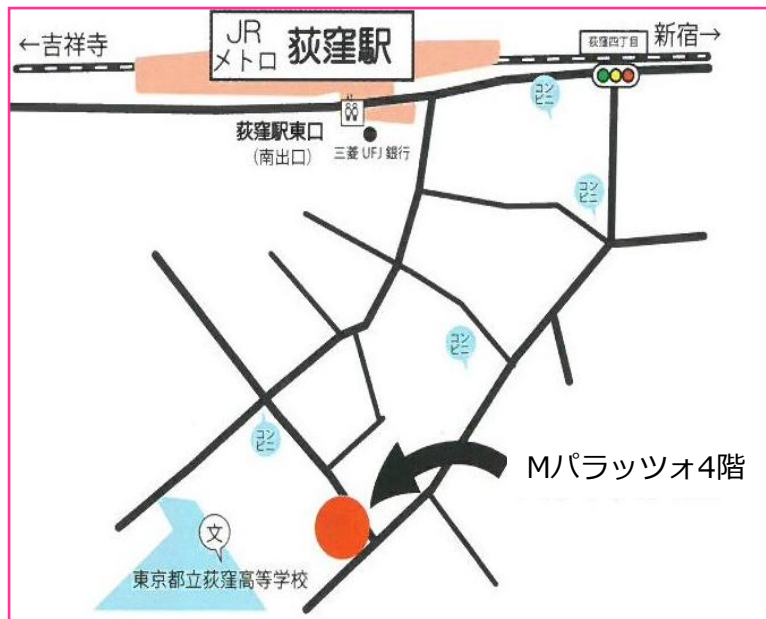 ←吉祥寺
JR
メトロ
荻窪駅
荻窪四丁目
新宿→
荻窪駅東口
(南出口)
三菱UFJ銀行
コン
ビニ
コン
ビニ
コン
ビニ
コン
ビニ
Mパラッツォ4階
文
東京都立荻窪高等学校